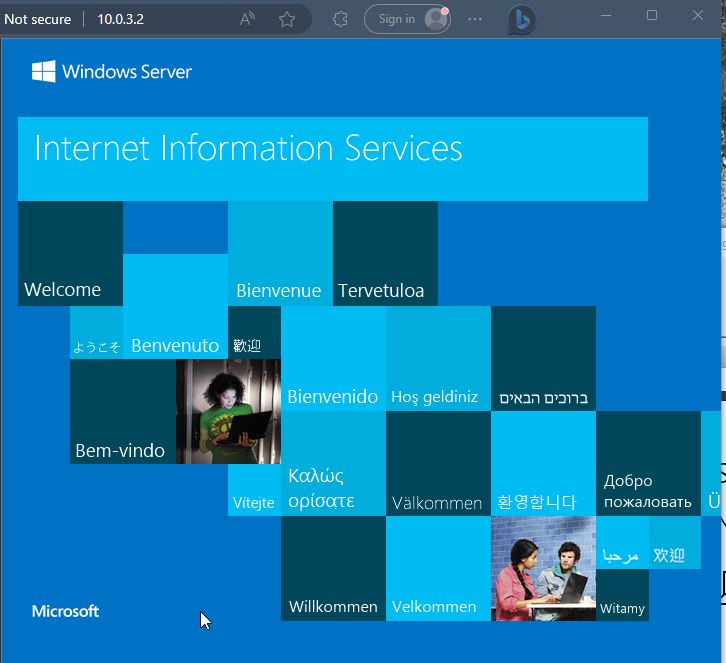 Not secure
10.0.3.2
Sign in
Windows Server
Internet Information Services
Welcome
Bienvenue
Tervetuloa
ようこそ
Benvenuto
歡迎
Bienvenido
Hoş geldiniz
ברוכים הבאים
Bem-vindo
Vítejte
Καλώς
ορίσατε
Välkommen
환영합니다
Добро
пожаловать
Ü
مرحبا
欢迎
Willkommen
Velkommen
Witamy
Microsoft